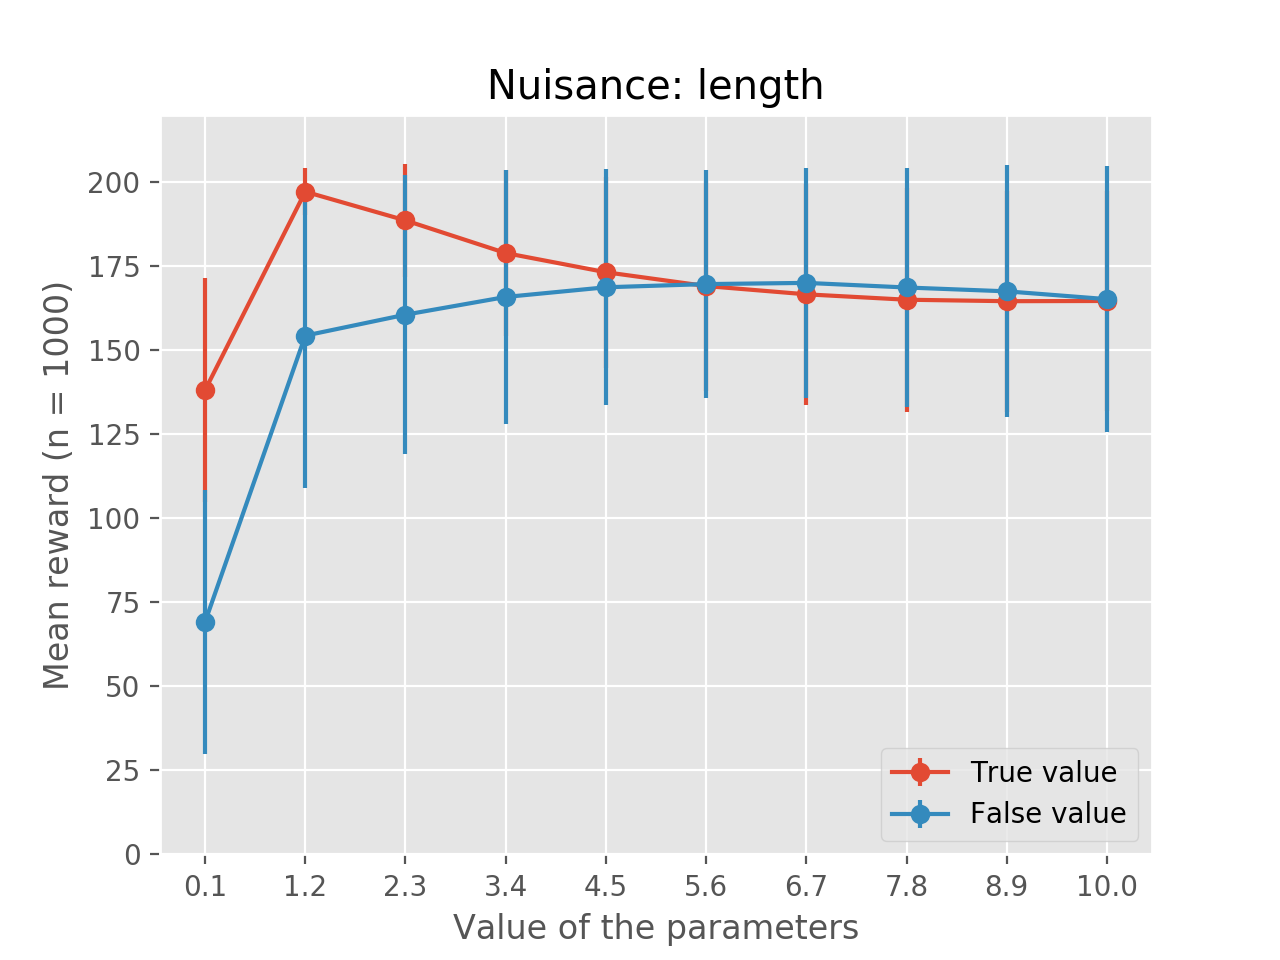 Nuisance: length
Mean reward (n = 1000)
200
175
150
125
100
75
50
25
0
0.1 1.2 2.3 3.4 4.5 5.6 6.7 7.8 8.9 10.0
Value of the parameters
True value
False value